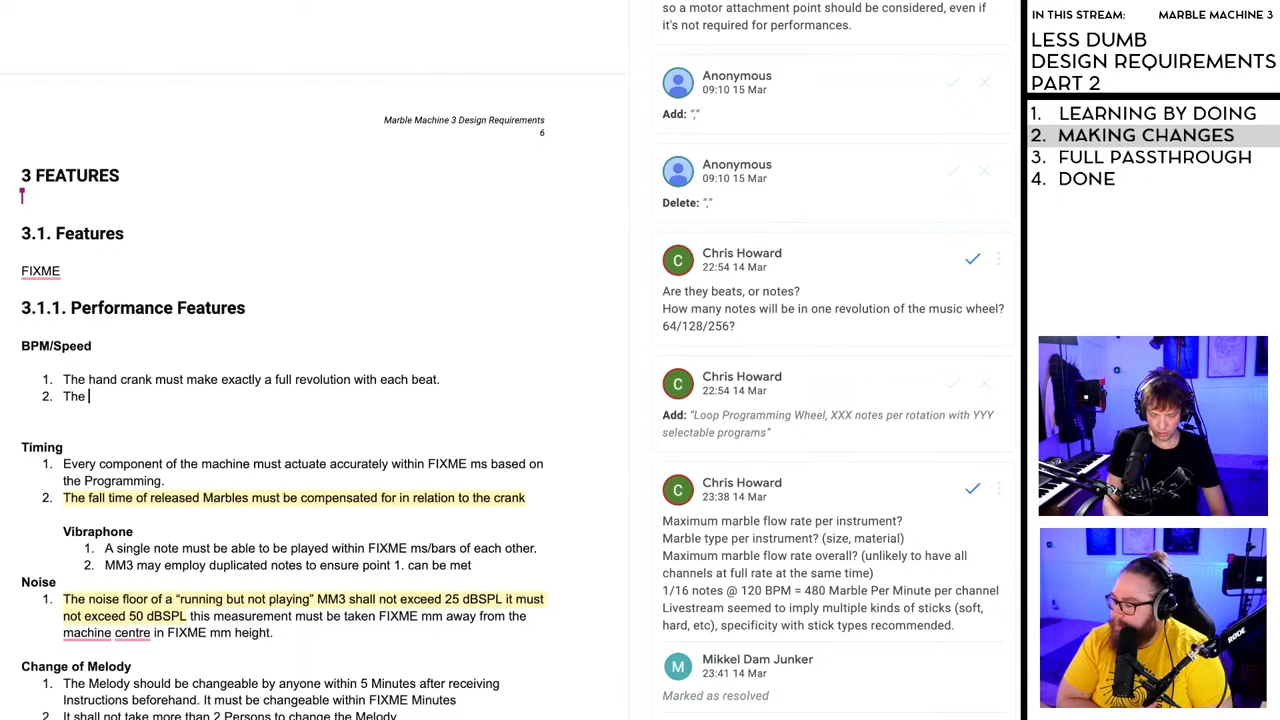 Marble Machine 3 Design Requirements
6
3 FEATURES
3.1. Features
FIXME
3.1.1. Performance Features
BPM/Speed
1. The hand crank must make exactly a full revolution with each beat.
2. The
Timing
1. Every component of the machine must actuate accurately within FIXME ms based on
the Programming.
2. The fall time of released Marbles must be compensated for in relation to the crank
Vibraphone
1. A single note must be able to be played within FIXME ms/bars of each other.
2. MM3 may employ duplicated notes to ensure point 1. can be met
Noise
1. The noise floor of a “running but not playing” MM3 shall not exceed 25 dBSPL it must
not exceed 50 dBSPL this measurement must be taken FIXME mm away from the
machine centre in FIXME mm height.
Change of Melody
1. The Melody should be changeable by anyone within 5 Minutes after receiving
Instructions beforehand. It must be changeable within FIXME Minutes
2. It shall not take more than 2 Persons to change the Melody
so a motor attachment point should be considered, even if
it's not required for performances.
Anonymous
09:10 15 Mar
Add: “,”
Anonymous
09:10 15 Mar
Delete: “,”
C
Chris Howard
22:54 14 Mar
Are they beats, or notes?
How many notes will be in one revolution of the music wheel?
64/128/256?
C
Chris Howard
22:54 14 Mar
Add: “Loop Programming Wheel, XXX notes per rotation with YYY
selectable programs”
C
Chris Howard
23:38 14 Mar
Maximum marble flow rate per instrument?
Marble type per instrument? (size, material)
Maximum marble flow rate overall? (unlikely to have all
channels at full rate at the same time)
1/16 notes @ 120 BPM = 480 Marble Per Minute per channel
Livestream seemed to imply multiple kinds of sticks (soft,
hard, etc), specificity with stick types recommended.
M
Mikkel Dam Junker
23:41 14 Mar
Marked as resolved
IN THIS STREAM: MARBLE MACHINE 3
LESS DUMB
DESIGN REQUIREMENTS
PART 2
1. LEARNING BY DOING
2. MAKING CHANGES
3. FULL PASSTHROUGH
4. DONE
RODE